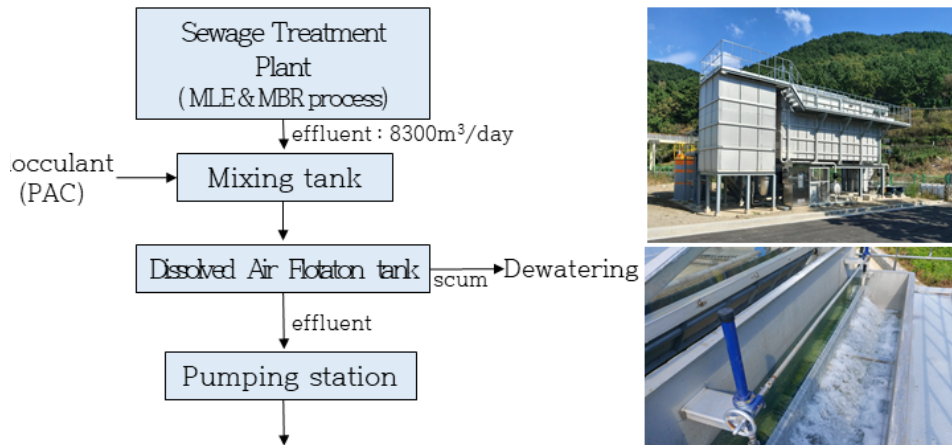 Sewage Treatment
Plant
( MLE & MBR process)
effluent : 8300m³/day
locculant
(PAC)
Mixing tank
Dissolved Air Flotaton tank
scum
Dewatering
effluent
Pumping station